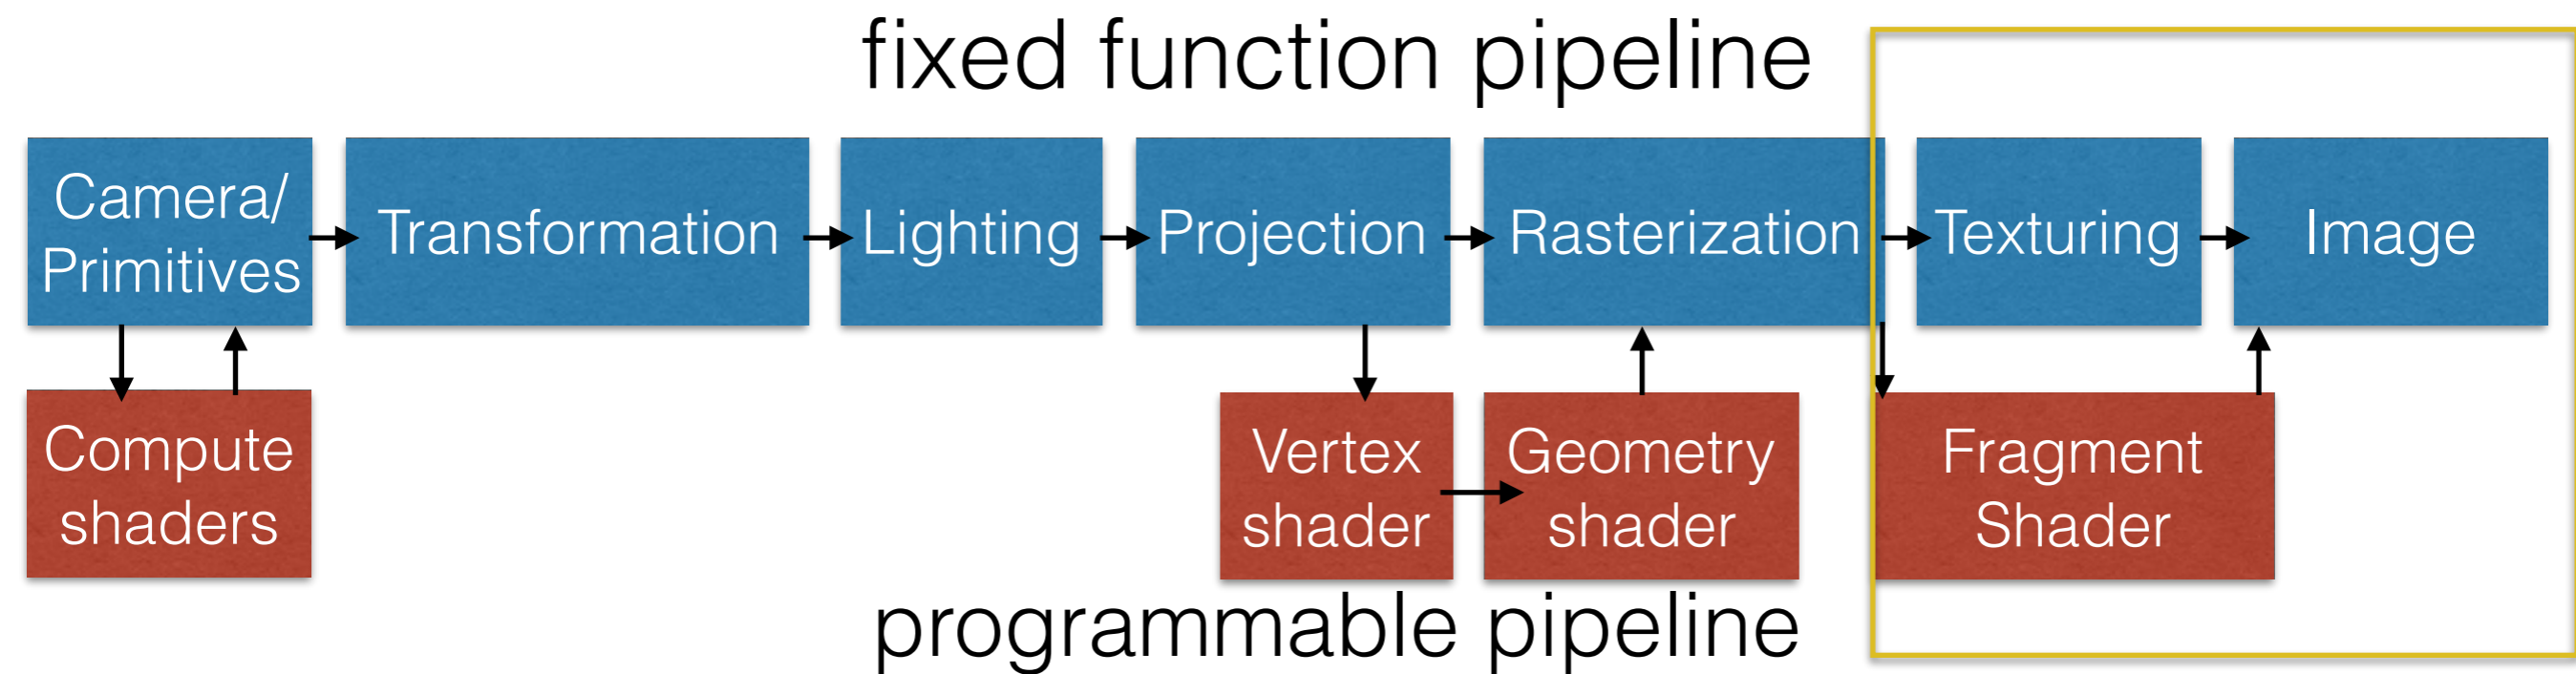 fixed function pipeline
Camera/
Primitives
Transformation
Lighting
Projection
Rasterization
Texturing
Image
Compute
shaders
Vertex
shader
Geometry
shader
Fragment
Shader
programmable pipeline